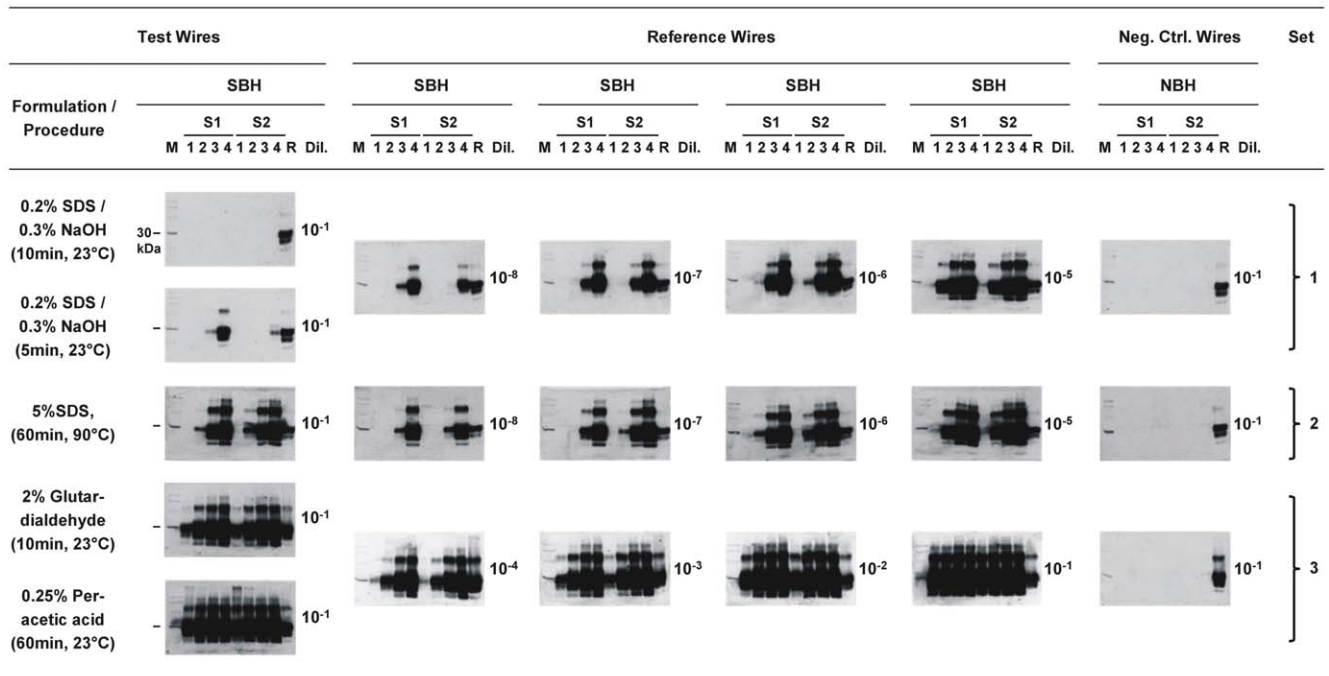 Test Wires Reference Wires Neg. Ctrl. Wires Set
SBH SBH SBH SBH SBH NBH
Formulation /
Procedure
S1 S2 S1 S2 S1 S2 S1 S2 S1 S2 S1 S2
M 1 2 3 4 1 2 3 4 R Dil. M 1 2 3 4 1 2 3 4 R Dil. M 1 2 3 4 1 2 3 4 R Dil. M 1 2 3 4 1 2 3 4 R Dil. M 1 2 3 4 1 2 3 4 R Dil. M 1 2 3 4 1 2 3 4 R Dil.
0.2% SDS /
0.3% NaOH
(10min, 23°C)
30–
kDa
10⁻¹
0.2% SDS /
0.3% NaOH
(5min, 23°C)
–
10⁻¹
10⁻⁸ 10⁻⁷ 10⁻⁶ 10⁻⁵ 10⁻¹ 1
5%SDS,
(60min, 90°C)
–
10⁻¹ 10⁻⁸ 10⁻⁷ 10⁻⁶ 10⁻⁵ 10⁻¹ 2
2% Glutar-
dialdehyde
(10min, 23°C)
–
10⁻¹
10⁻⁴ 10⁻³ 10⁻² 10⁻¹ 10⁻¹ 3
0.25% Per-
acetic acid
(60min, 23°C)
–
10⁻¹